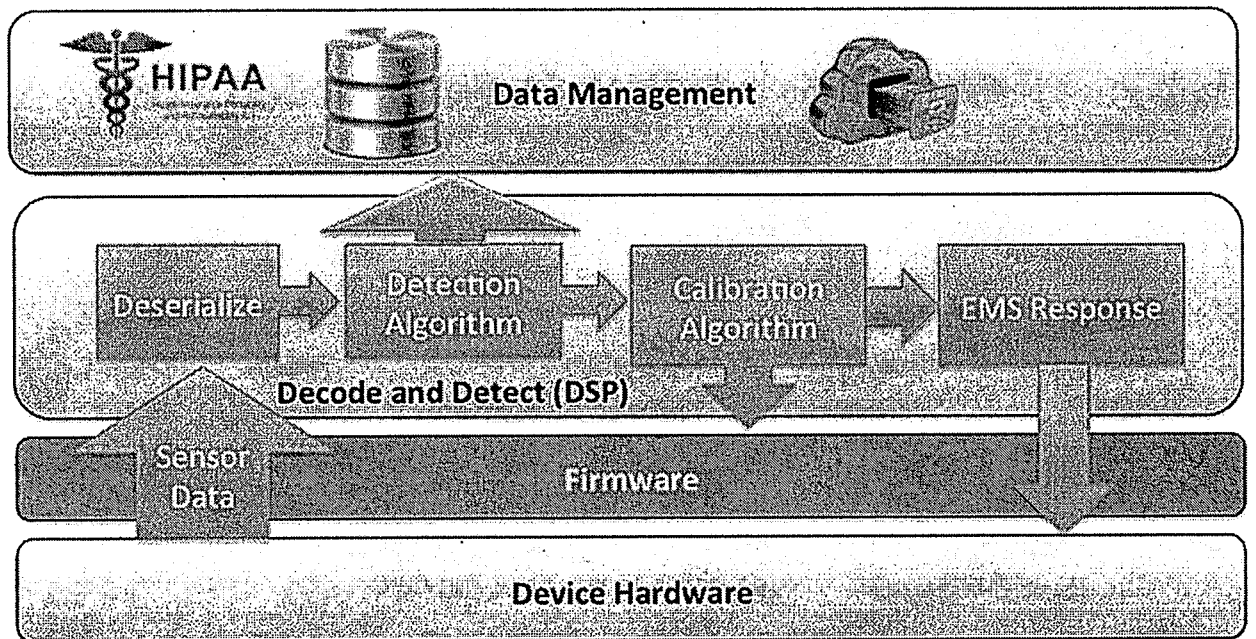 HIPAA
Data Management
Deserialize
Detection
Algorithm
Calibration
Algorithm
EMS Response
Decode and Detect (DSP)
Sensor
Data
Firmware
Device Hardware